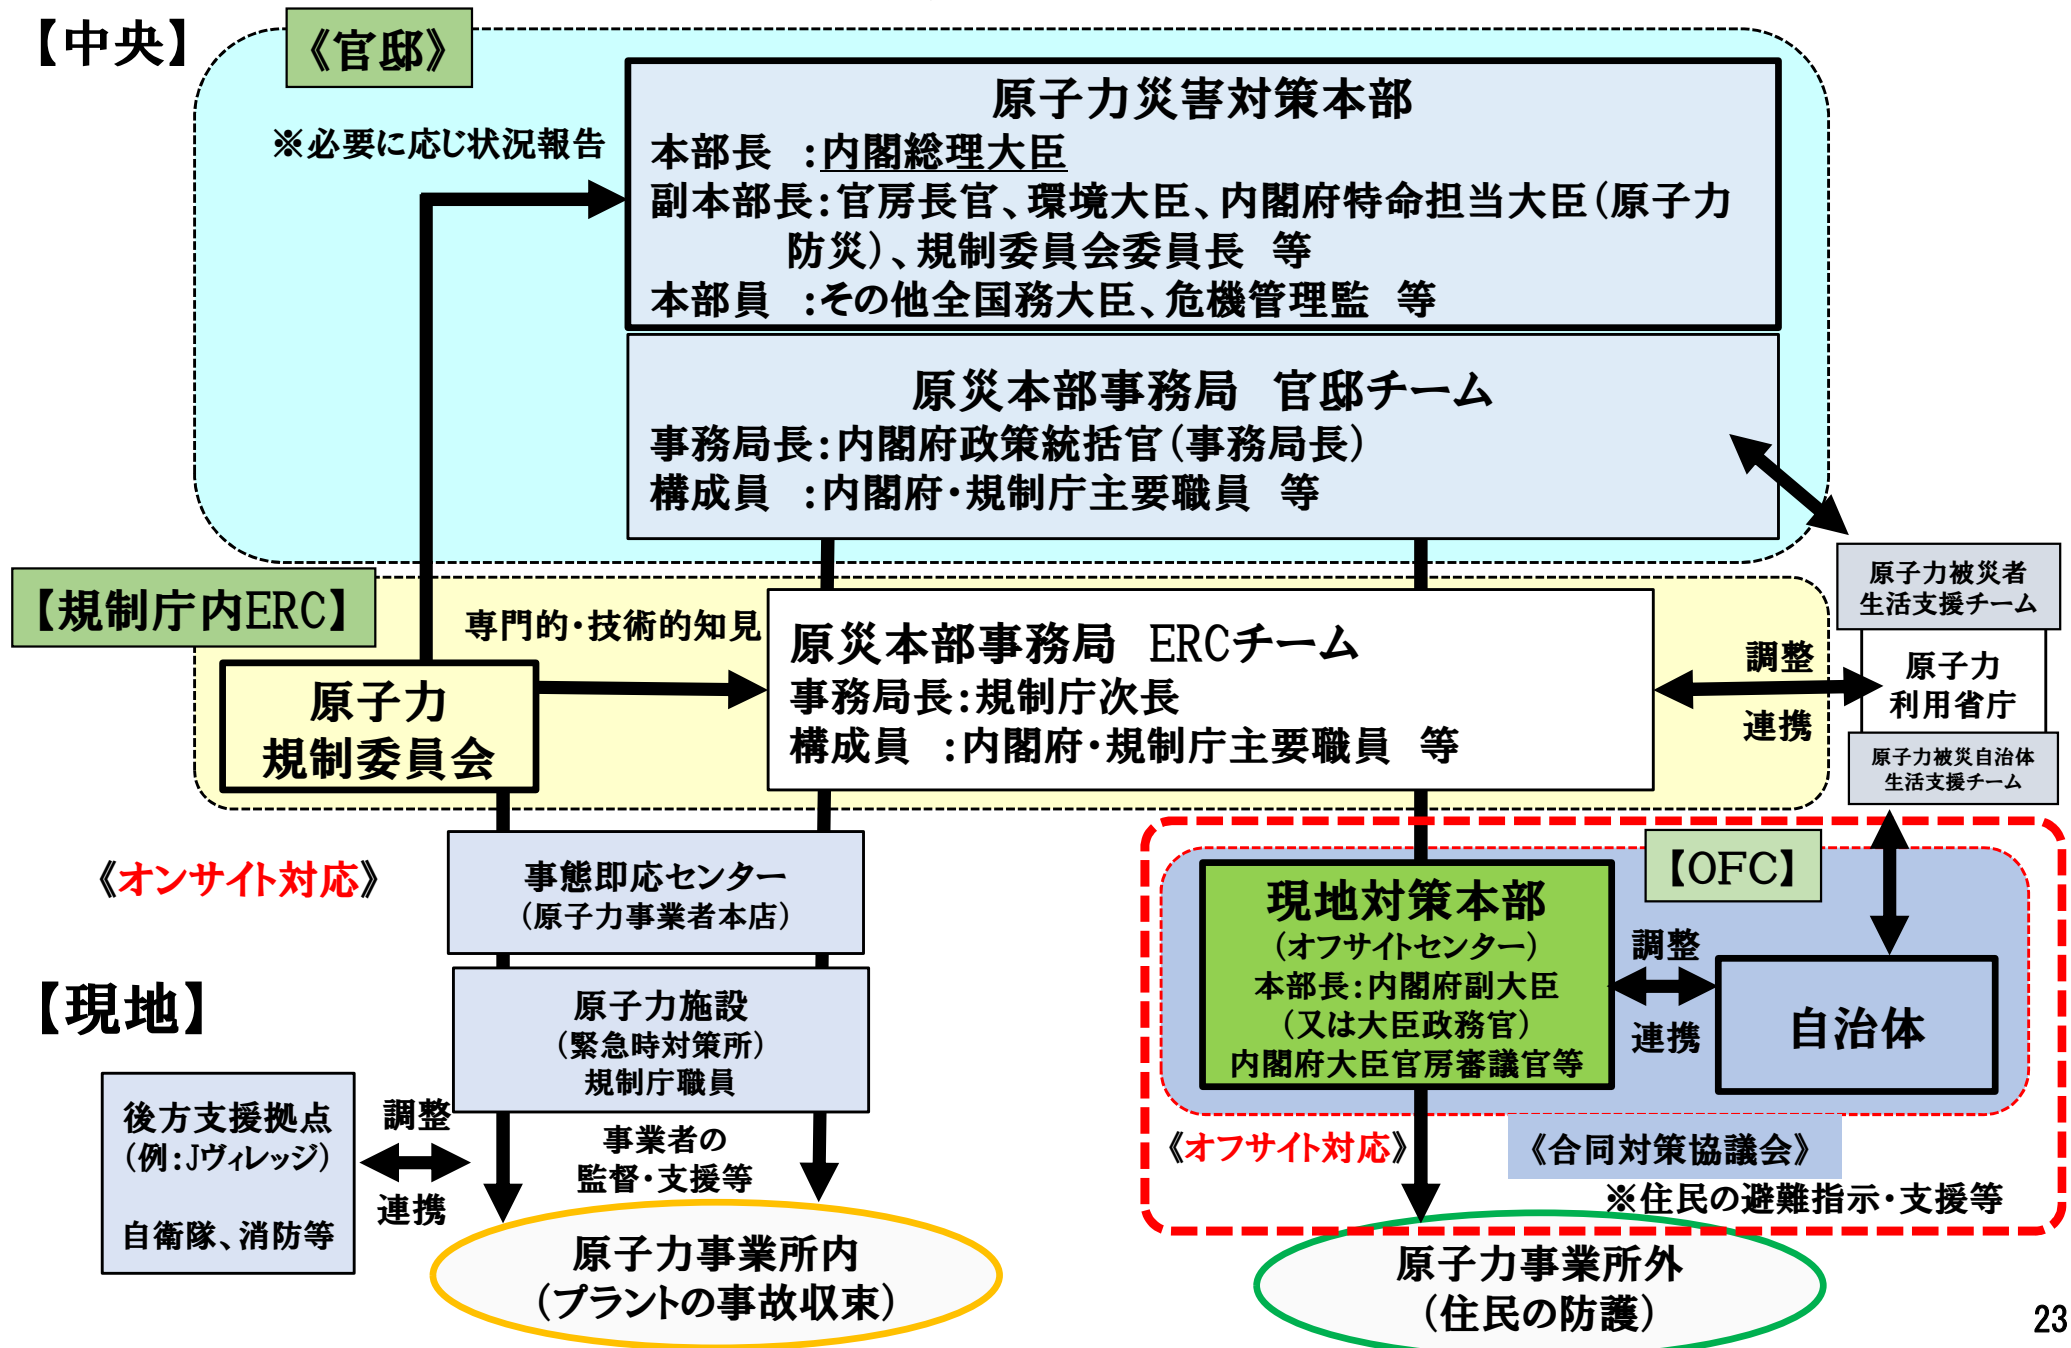 【中央】
《官邸》
※必要に応じ状況報告
原子力災害対策本部
本部長 :内閣総理大臣
副本部長:官房長官、環境大臣、内閣府特命担当大臣(原子力
防災)、規制委員会委員長 等
本部員 :その他全国務大臣、危機管理監 等
原災本部事務局 官邸チーム
事務局長:内閣府政策統括官(事務局長)
構成員 :内閣府・規制庁主要職員 等
【規制庁内ERC】
専門的・技術的知見
原子力
規制委員会
原災本部事務局 ERCチーム
事務局長:規制庁次長
構成員 :内閣府・規制庁主要職員 等
調整
連携
原子力被災者
生活支援チーム
原子力
利用省庁
原子力被災自治体
生活支援チーム
《オンサイト対応》
事態即応センター
(原子力事業者本店)
【現地】
原子力施設
(緊急時対策所)
規制庁職員
後方支援拠点
(例:Jヴィレッジ)
自衛隊、消防等
調整
連携
事業者の
監督・支援等
原子力事業所内
(プラントの事故収束)
【OFC】
現地対策本部
(オフサイトセンター)
本部長:内閣府副大臣
(又は大臣政務官)
内閣府大臣官房審議官等
調整
連携
自治体
《オフサイト対応》
《合同対策協議会》
※住民の避難指示・支援等
原子力事業所外
(住民の防護)
23